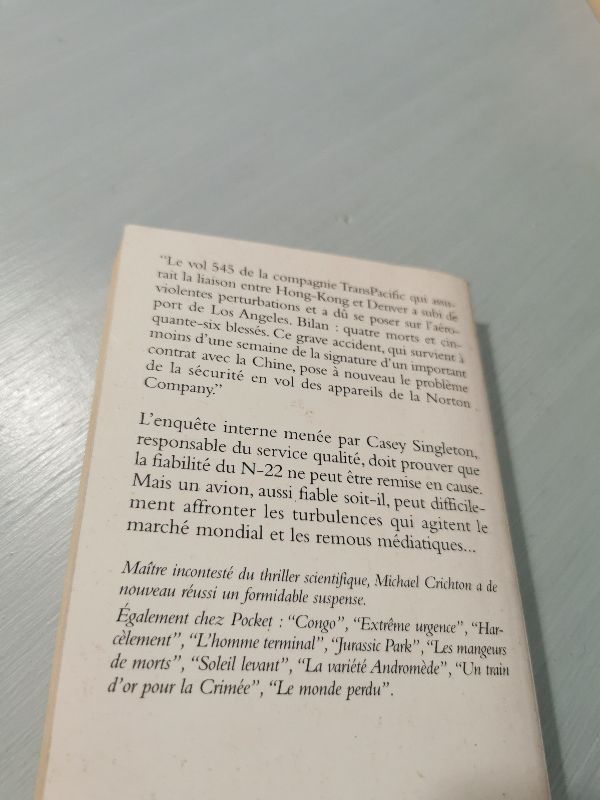 “Le vol 545 de la compagnie TransPacific qui assu-
rait la liaison entre Hong-Kong et Denver a subi de
violentes perturbations et a dû se poser sur l'aéro-
port de Los Angeles. Bilan : quatre morts et cin-
quante-six blessés. Ce grave accident, qui survient à
moins d'une semaine de la signature d'un important
contrat avec la Chine, pose à nouveau le problème
de la sécurité en vol des appareils de la Norton
Company.”
L'enquête interne menée par Casey Singleton,
responsable du service qualité, doit prouver que
la fiabilité du N-22 ne peut être remise en cause.
Mais un avion, aussi fiable soit-il, peut difficile-
ment affronter les turbulences qui agitent le
marché mondial et les remous médiatiques...
Maître incontesté du thriller scientifique, Michael Crichton a de
nouveau réussi un formidable suspense.
Également chez Pocket : “Congo”, “Extrême urgence”, “Har-
cèlement”, “L'homme terminal”, “Jurassic Park”, “Les mangeurs
de morts”, “Soleil levant”, “La variété Andromède”, “Un train
d'or pour la Crimée”, “Le monde perdu”.